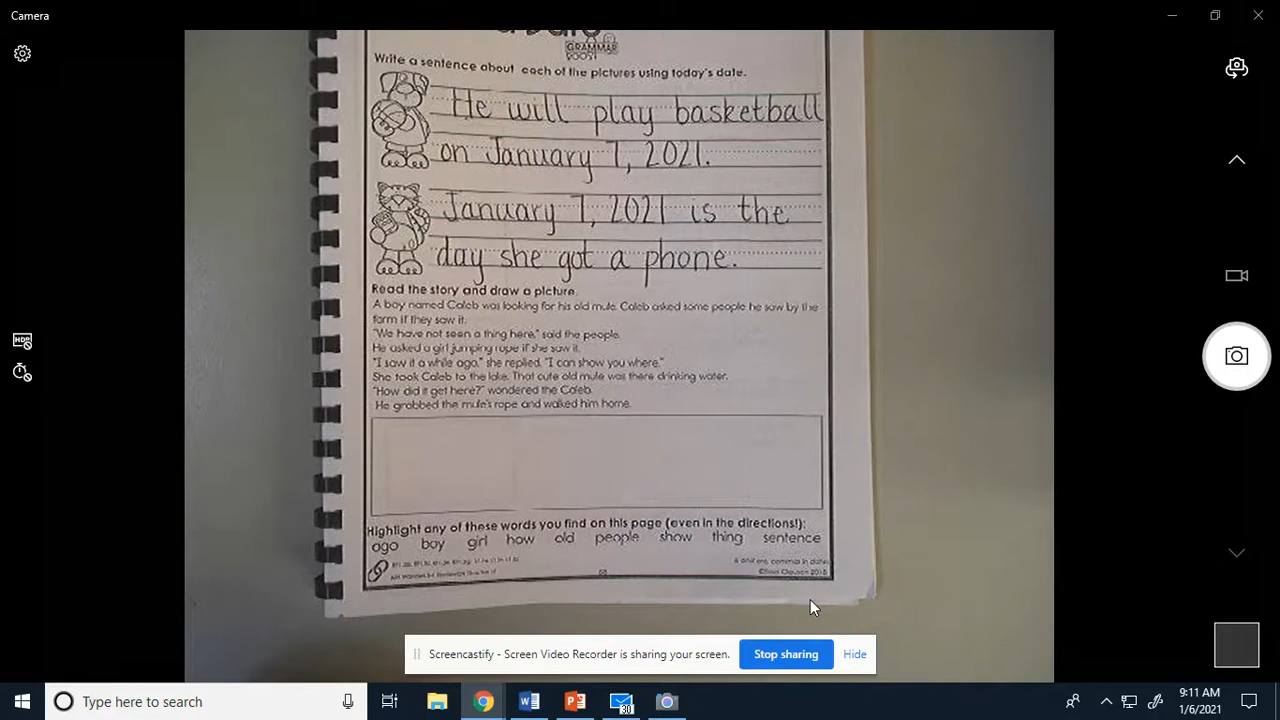 Camera
GRAMMAR
BOOST
Write a sentence about each of the pictures using today's date.
He will play basketball
on January 7, 2021.
January 7, 2021 is the
day she got a phone.
Read the story and draw a picture.
A boy named Caleb was looking for his old mule. Caleb asked some people he saw by the
farm if they saw it.
"We have not seen a thing here," said the people.
He asked a girl jumping rope if she saw it.
"I saw it a while ago," she replied. "I can show you where."
She took Caleb to the lake. That cute old mule was there drinking water.
"How did it get here?" wondered the Caleb.
He grabbed the mule's rope and walked him home.
Highlight any of these words you find on this page (even in the directions!):
ago boy girl how old people show thing sentence
commas in dates
2018
Screencastify - Screen Video Recorder is sharing your screen.
Stop sharing
Hide
Type here to search
30
9:11 AM
1/6/2021